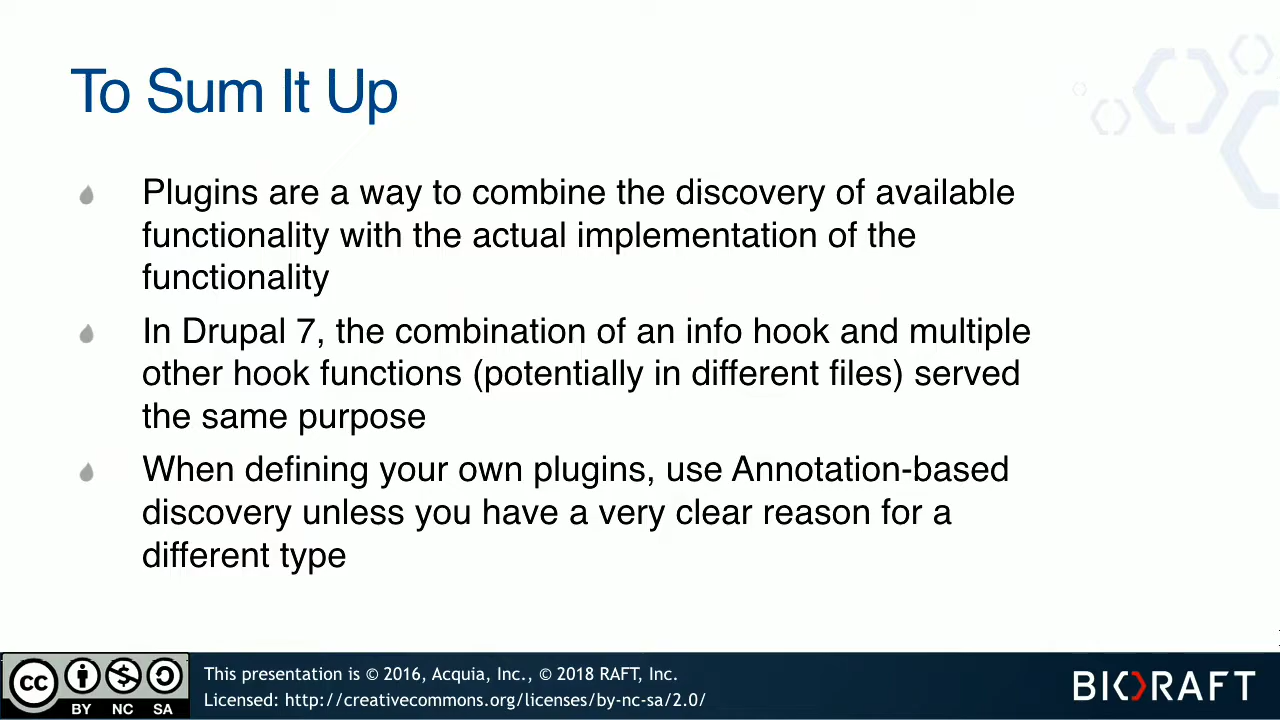 To Sum It Up
Plugins are a way to combine the discovery of available
functionality with the actual implementation of the
functionality
In Drupal 7, the combination of an info hook and multiple
other hook functions (potentially in different files) served
the same purpose
When defining your own plugins, use Annotation-based
discovery unless you have a very clear reason for a
different type
cc
BY NC SA
This presentation is © 2016, Acquia, Inc., © 2018 RAFT, Inc.
Licensed: http://creativecommons.org/licenses/by-nc-sa/2.0/
BIORAFT